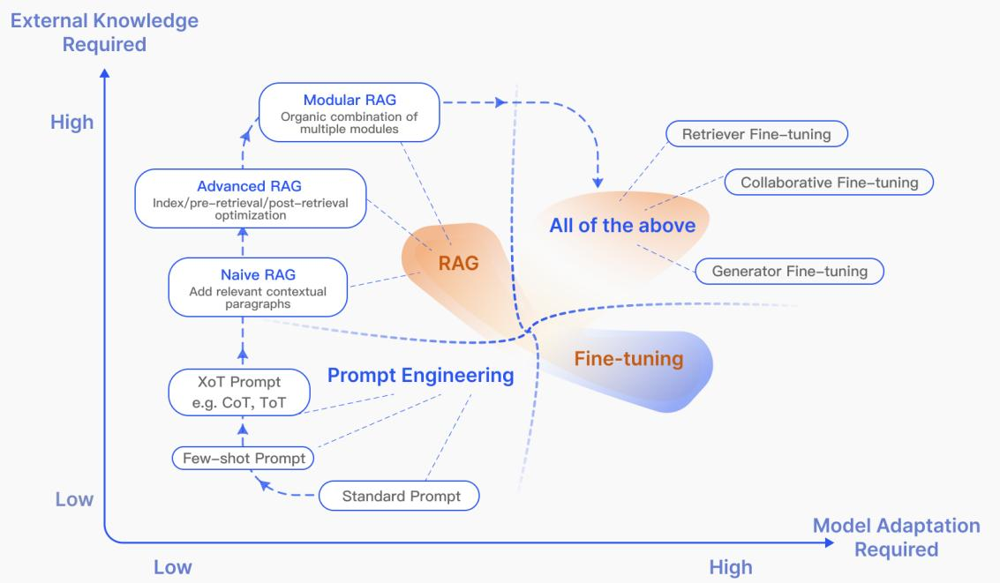 External Knowledge
Required
High
Modular RAG
Organic combination of
multiple modules
Retriever Fine-tuning
Advanced RAG
Index/pre-retrieval/post-retrieval
optimization
Collaborative Fine-tuning
All of the above
RAG
Naive RAG
Add relevant contextual
paragraphs
Generator Fine-tuning
Fine-tuning
Prompt Engineering
XoT Prompt
e.g. CoT, ToT
Few-shot Prompt
Standard Prompt
Low
Model Adaptation
Required
Low
High